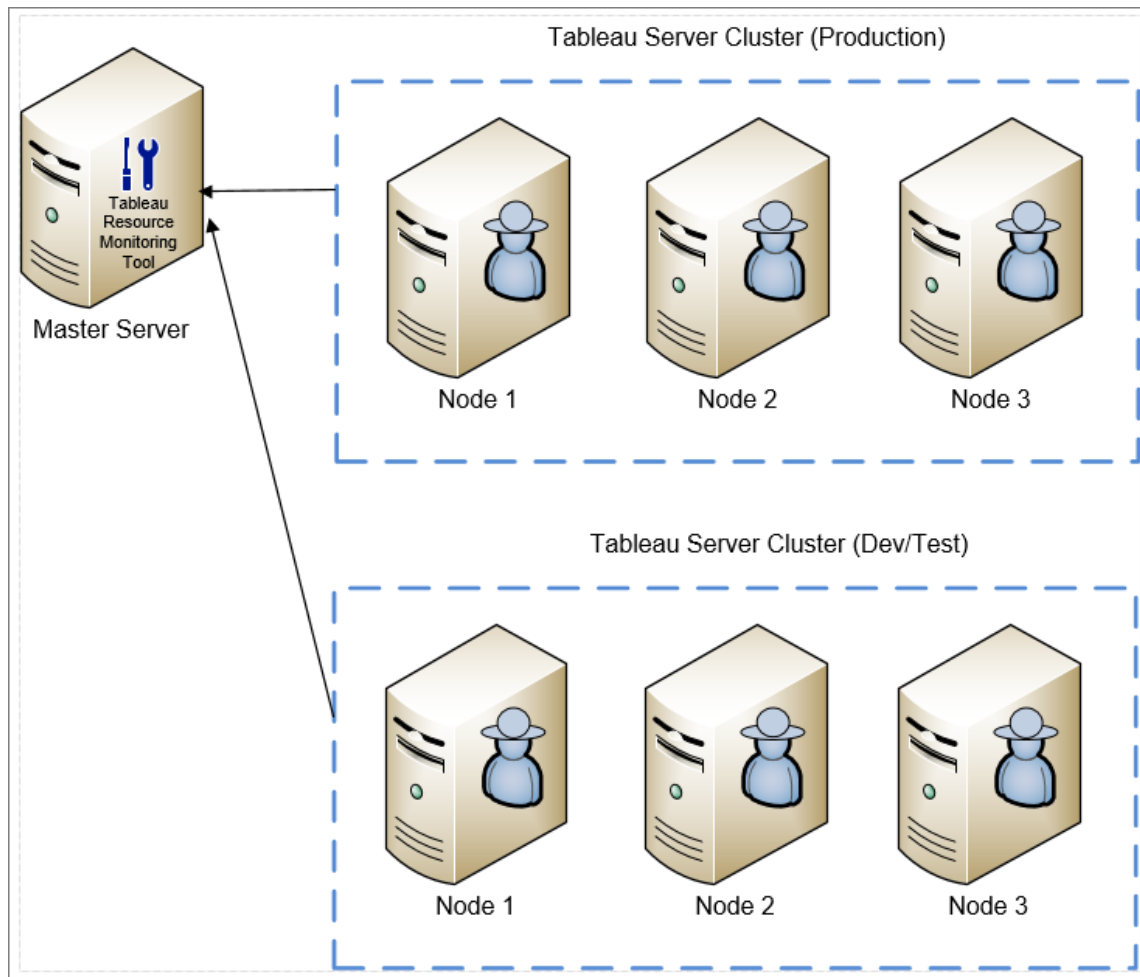 Tableau Server Cluster (Production)
Tableau
Resource
Monitoring
Tool
Master Server
Node 1
Node 2
Node 3
Tableau Server Cluster (Dev/Test)
Node 1
Node 2
Node 3